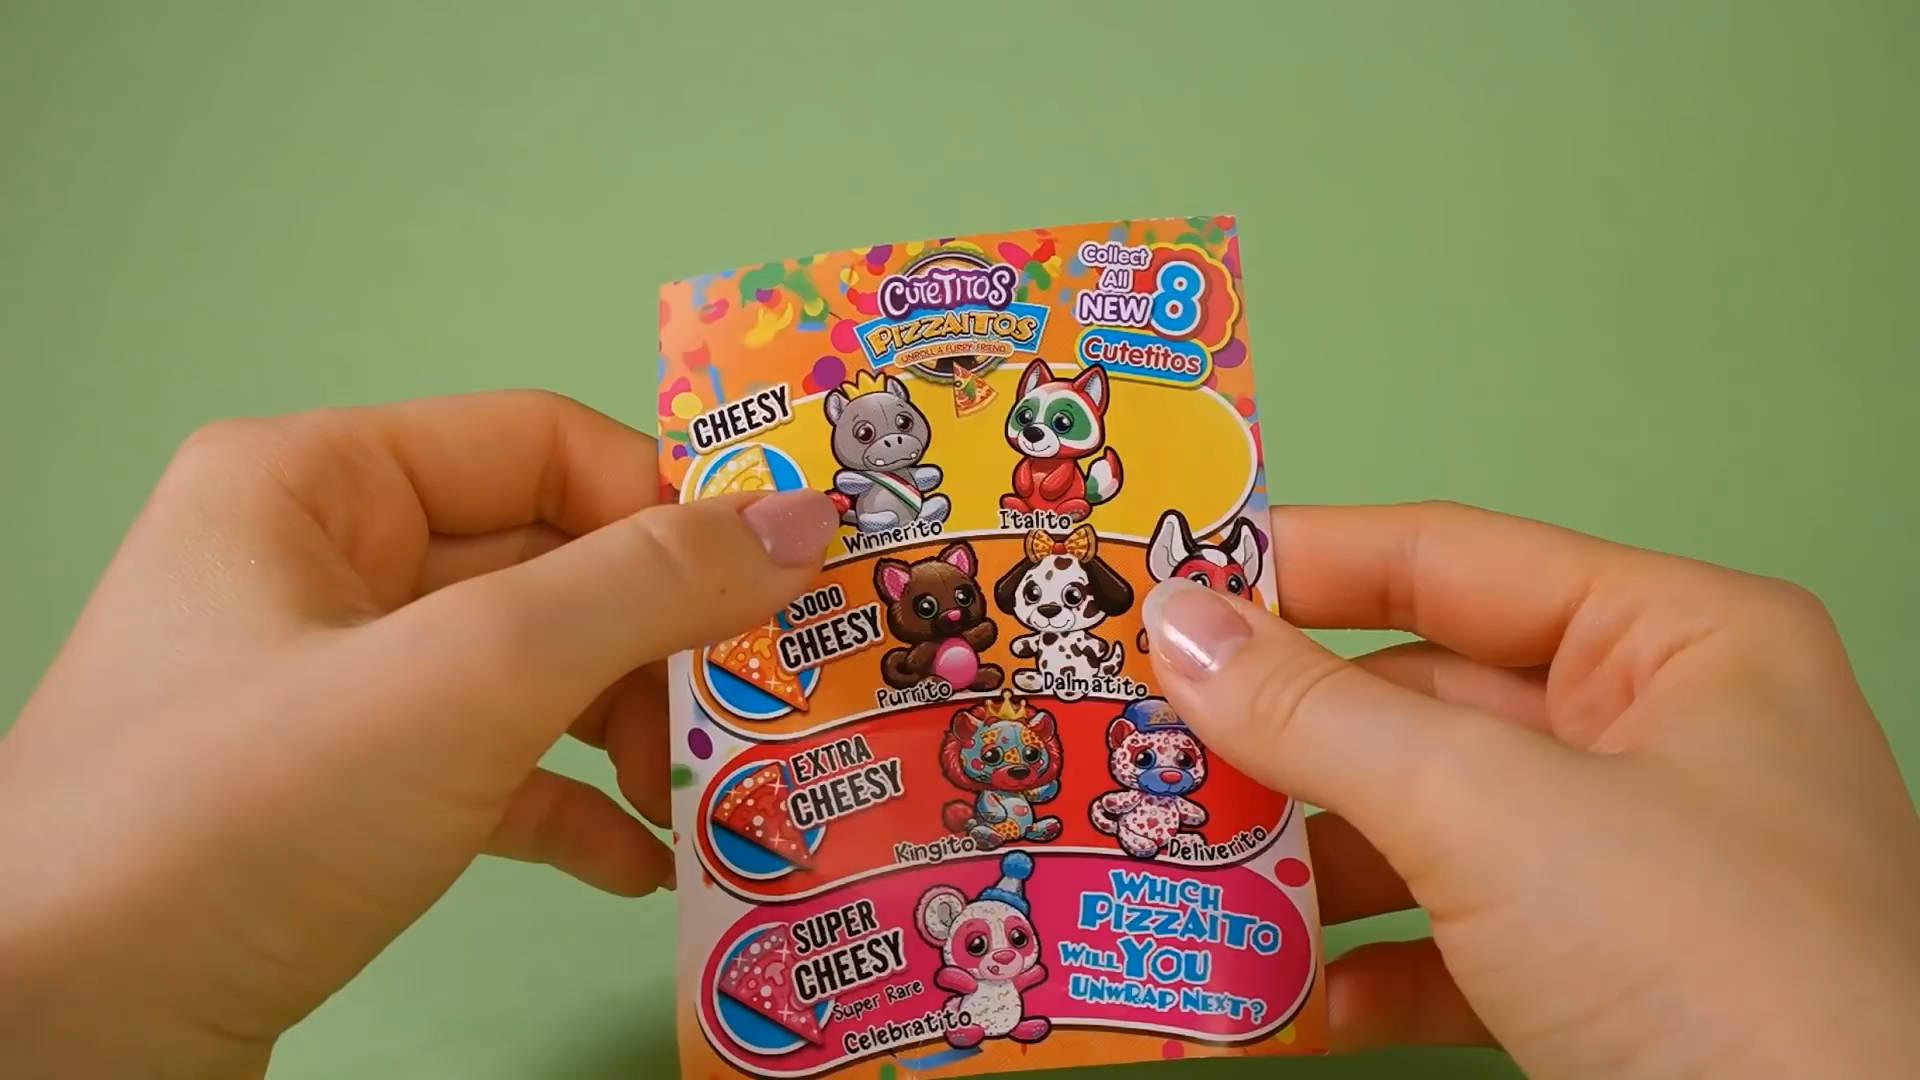 CUTETITOS
PIZZAITOS
UNROLL A FURRY FRIEND
Collect
All
NEW 8
Cutetitos
CHEESY
Winnerito
Italito
SOOO
CHEESY
Purrito
Dalmatito
EXTRA
CHEESY
Kingito
Deliverito
SUPER
CHEESY
Super Rare
Celebratito
WHICH
PIZZAITO
WILL YOU
UNWRAP NEXT?